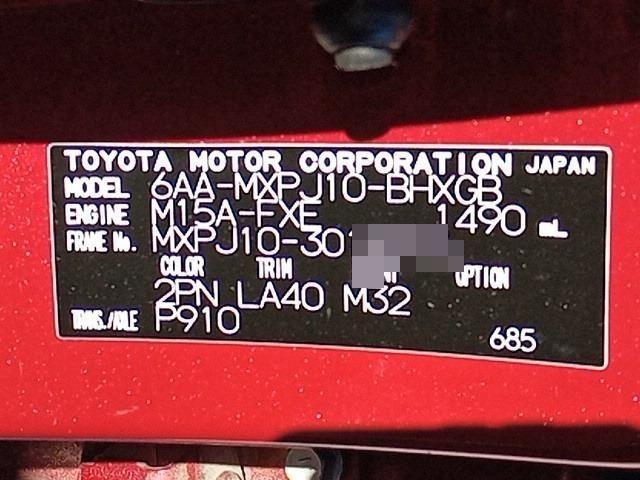 TOYOTA MOTOR CORPORATION JAPAN
MODEL 6AA-MXPJ10-BHXGB
ENGINE M15A-FXE 1490 mL
FRAME No. MXPJ10-30
COLOR TRIM OPTION
2PN LA40 M32
TRANS./AXLE P910
685